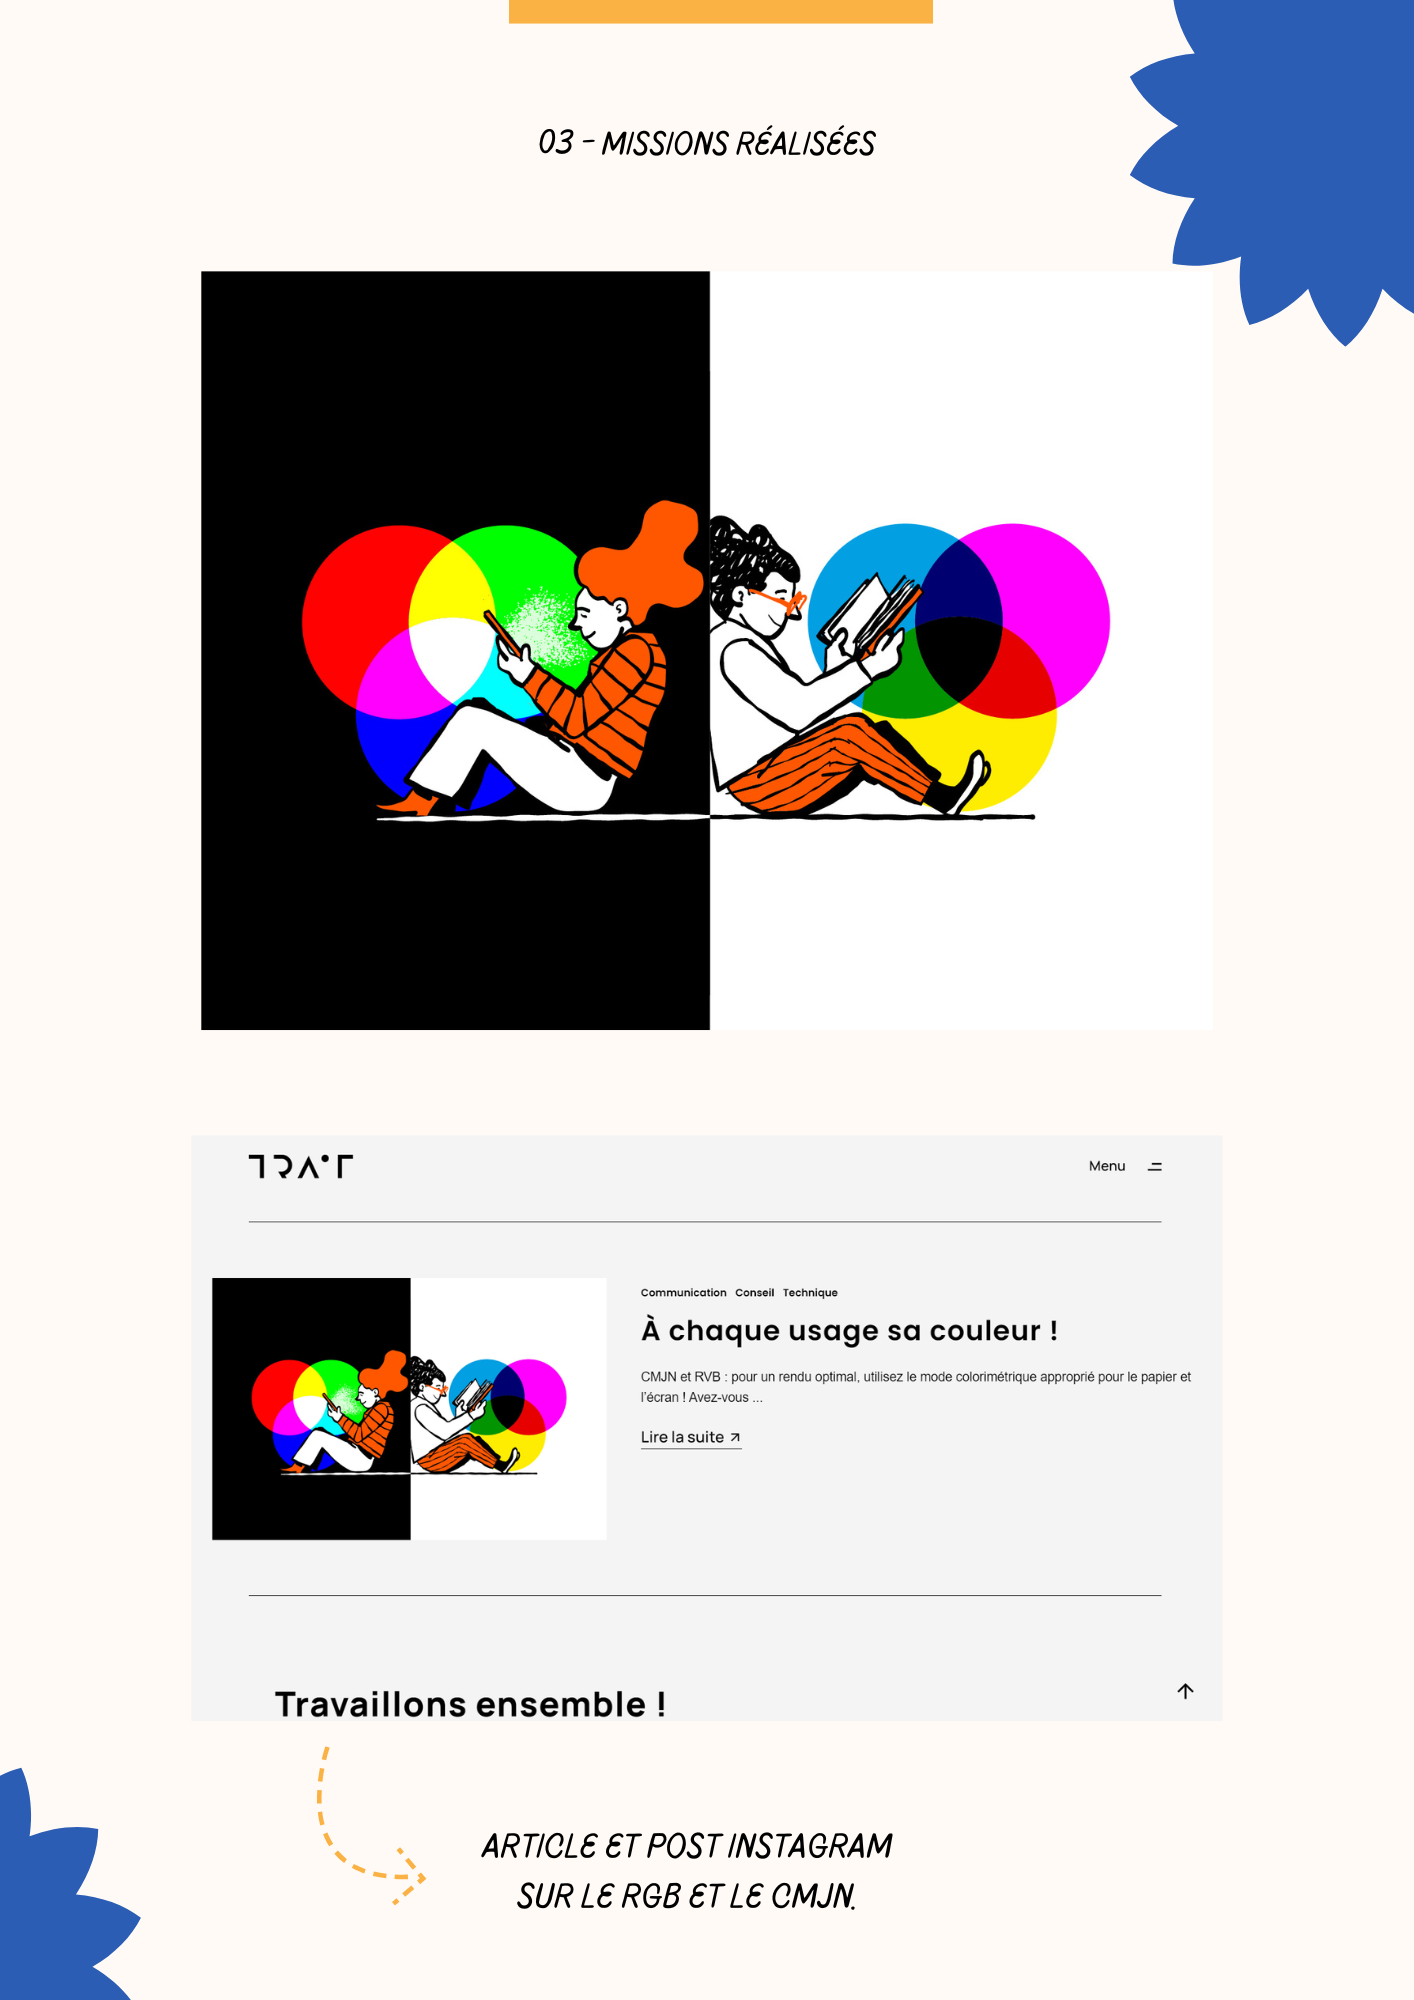 03 - MISSIONS RÉALISÉES
TRAIT
Menu
Communication Conseil Technique
À chaque usage sa couleur !
CMJN et RVB : pour un rendu optimal, utilisez le mode colorimétrique approprié pour le papier et
l'écran ! Avez-vous ...
Lire la suite
Travaillons ensemble !
ARTICLE ET POST INSTAGRAM
SUR LE RGB ET LE CMJN.